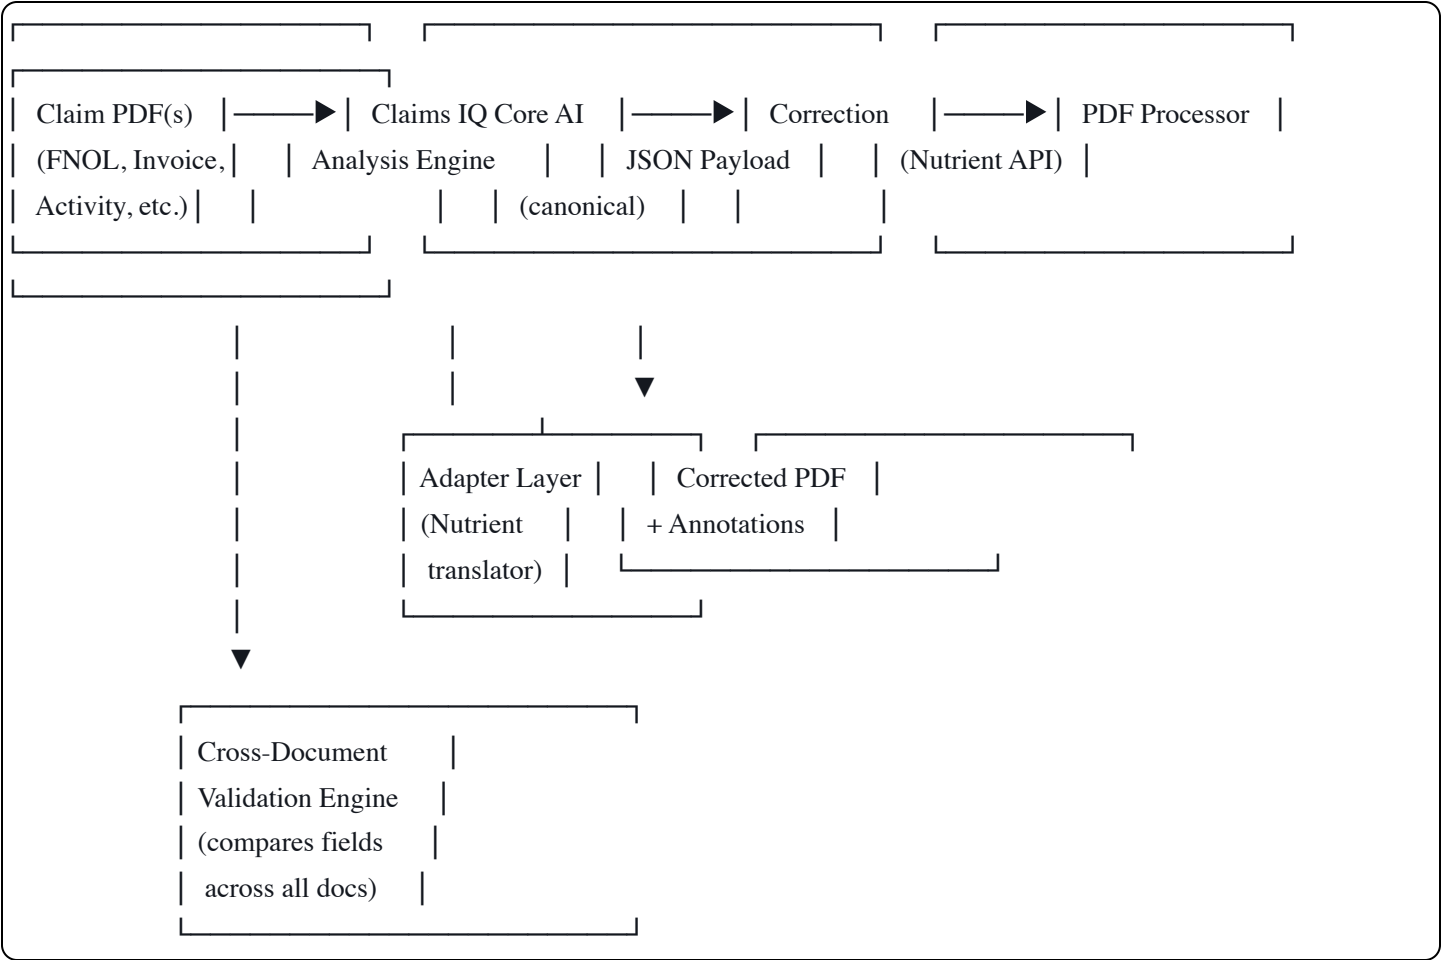 Claim PDF(s) Claims IQ Core AI Correction PDF Processor
(FNOL, Invoice, Analysis Engine JSON Payload (Nutrient API)
Activity, etc.) (canonical)
Adapter Layer Corrected PDF
(Nutrient + Annotations
translator)
Cross-Document
Validation Engine
(compares fields
across all docs)